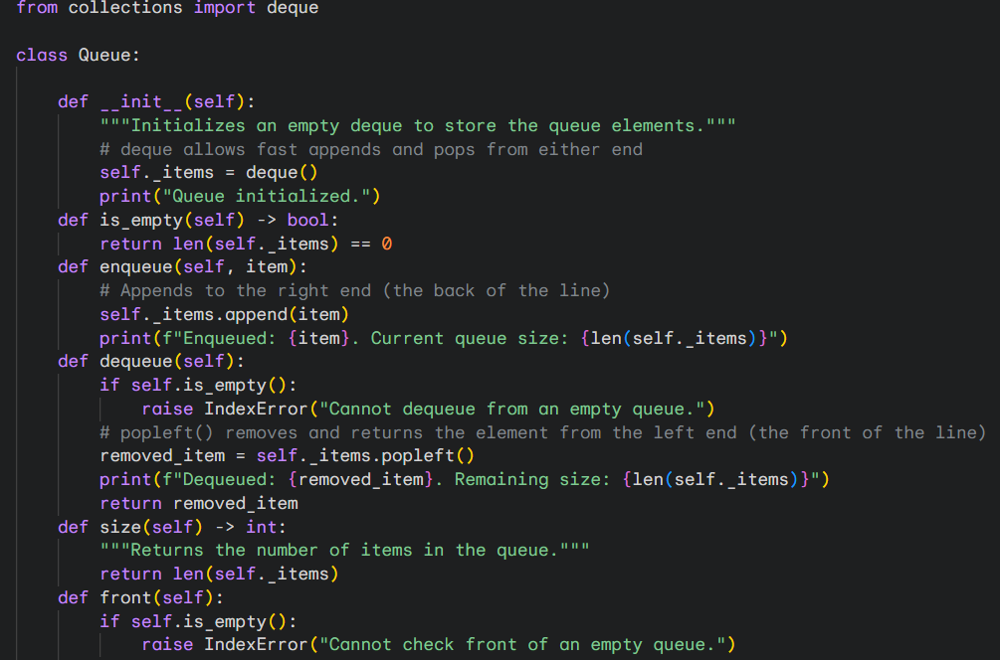 from collections import deque

class Queue:

    def __init__(self):
        """Initializes an empty deque to store the queue elements."""
        # deque allows fast appends and pops from either end
        self._items = deque()
        print("Queue initialized.")
    def is_empty(self) -> bool:
        return len(self._items) == 0
    def enqueue(self, item):
        # Appends to the right end (the back of the line)
        self._items.append(item)
        print(f"Enqueued: {item}. Current queue size: {len(self._items)}")
    def dequeue(self):
        if self.is_empty():
            raise IndexError("Cannot dequeue from an empty queue.")
        # popleft() removes and returns the element from the left end (the front of the line)
        removed_item = self._items.popleft()
        print(f"Dequeued: {removed_item}. Remaining size: {len(self._items)}")
        return removed_item
    def size(self) -> int:
        """Returns the number of items in the queue."""
        return len(self._items)
    def front(self):
        if self.is_empty():
            raise IndexError("Cannot check front of an empty queue.")